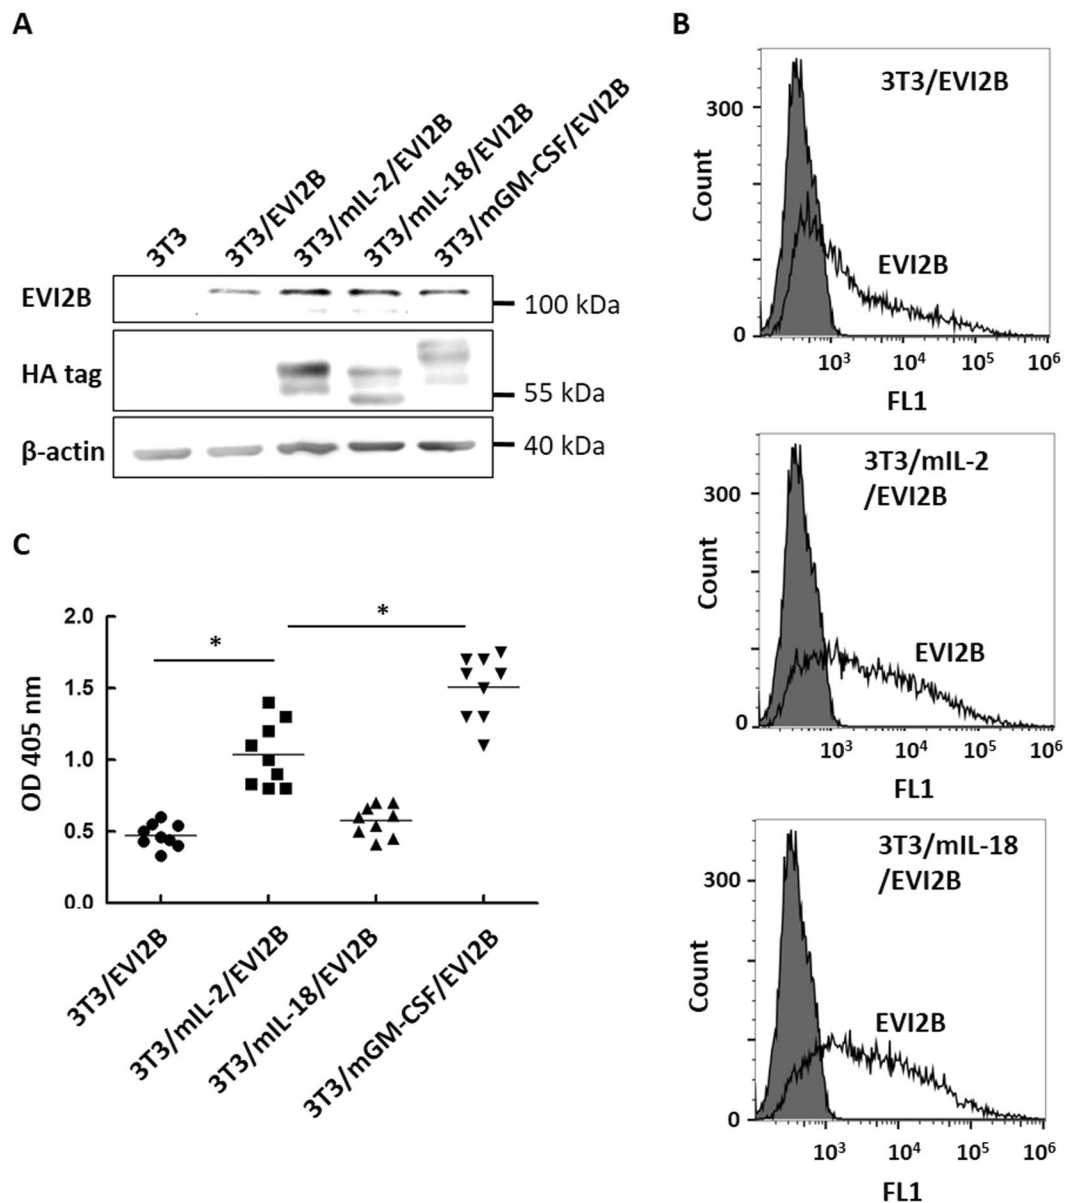 A
3T3
3T3/EVI2B
3T3/mIL-2/EVI2B
3T3/mIL-18/EVI2B
3T3/mGM-CSF/EVI2B
EVI2B
100 kDa
HA tag
55 kDa
β-actin
40 kDa
B
3T3/EVI2B
300
Count
EVI2B
0
10³ 10⁴ 10⁵ 10⁶
FL1
3T3/mIL-2
/EVI2B
300
Count
EVI2B
0
10³ 10⁴ 10⁵ 10⁶
FL1
3T3/mIL-18
/EVI2B
300
Count
EVI2B
0
10³ 10⁴ 10⁵ 10⁶
FL1
C
2.0
1.5
1.0
0.5
0.0
OD 405 nm
*
*
3T3/EVI2B
3T3/mIL-2/EVI2B
3T3/mIL-18/EVI2B
3T3/mGM-CSF/EVI2B